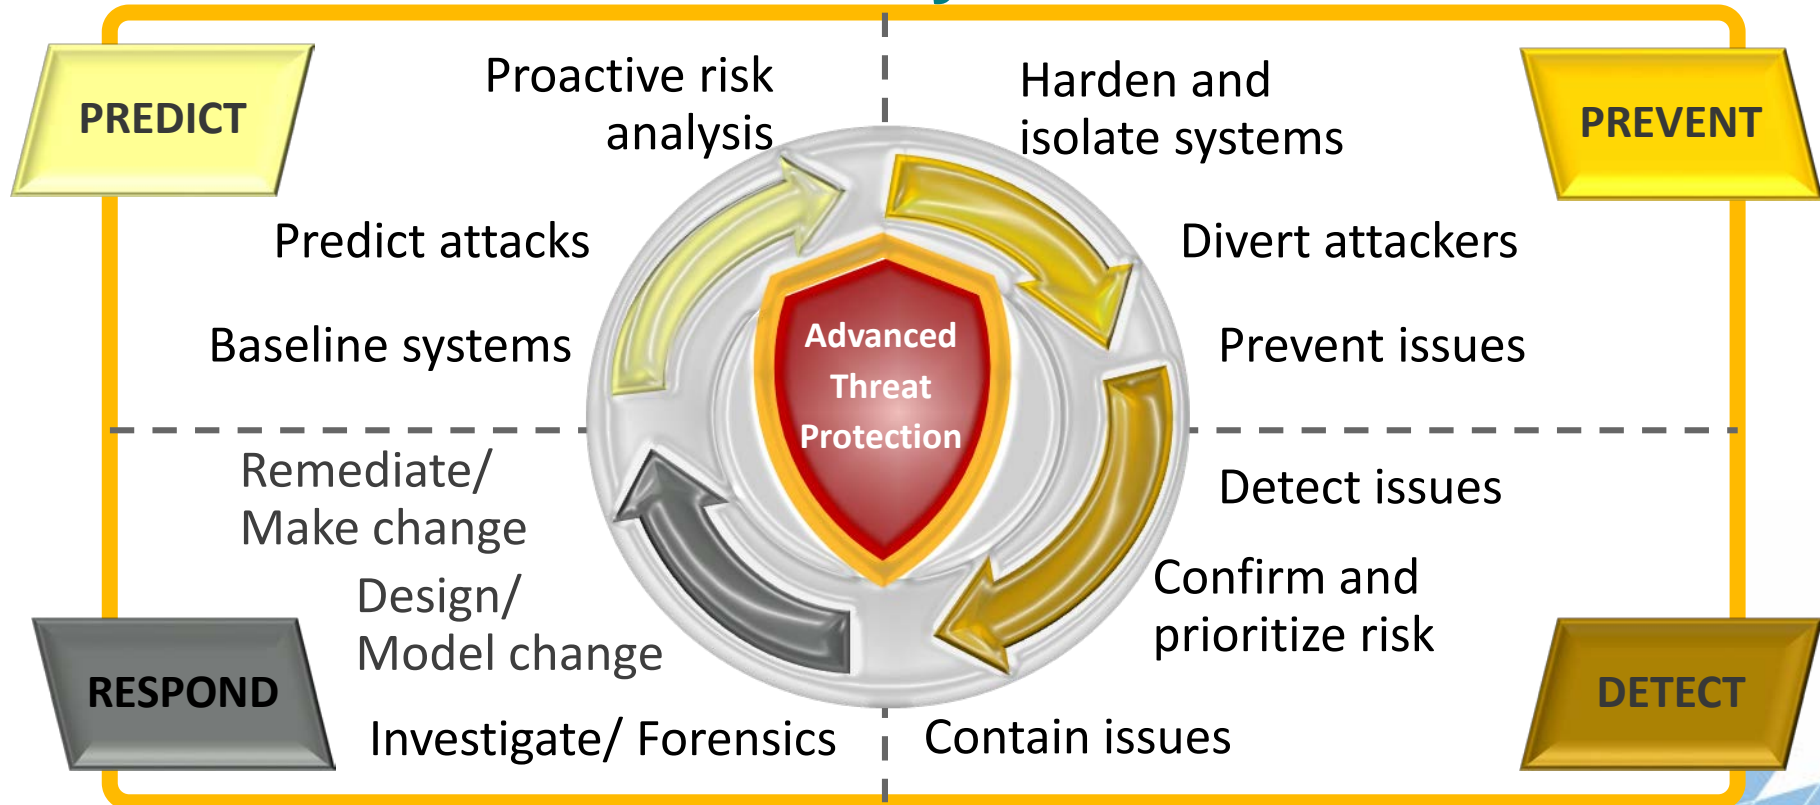 PREDICT
Proactive risk
analysis
Predict attacks
Baseline systems
Harden and
isolate systems
PREVENT
Divert attackers
Prevent issues
Advanced
Threat
Protection
Remediate/
Make change
Design/
Model change
RESPOND
Investigate/ Forensics
Detect issues
Confirm and
prioritize risk
DETECT
Contain issues